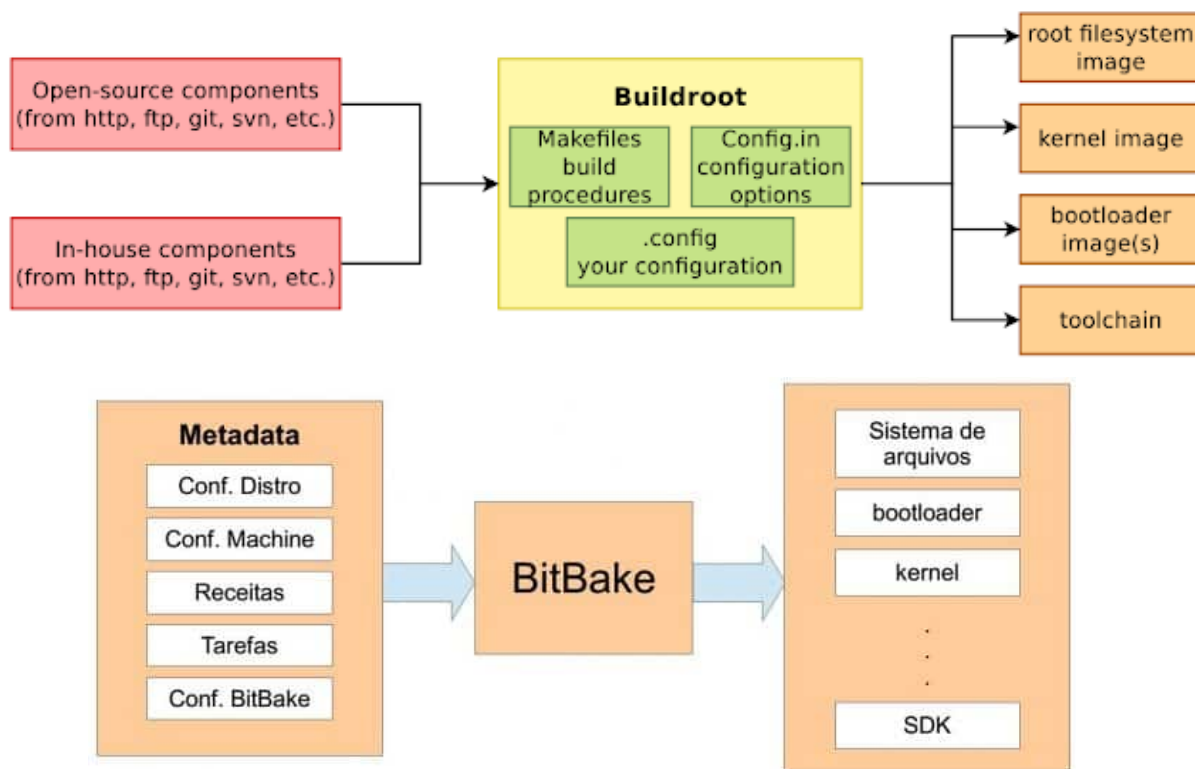 Open-source components
(from http, ftp, git, svn, etc.)
In-house components
(from http, ftp, git, svn, etc.)
Buildroot
Makefiles
build
procedures
Config.in
configuration
options
.config
your configuration
root filesystem
image
kernel image
bootloader
image(s)
toolchain
Metadata
Conf. Distro
Conf. Machine
Receitas
Tarefas
Conf. BitBake
BitBake
Sistema de
arquivos
bootloader
kernel
.
.
.
SDK